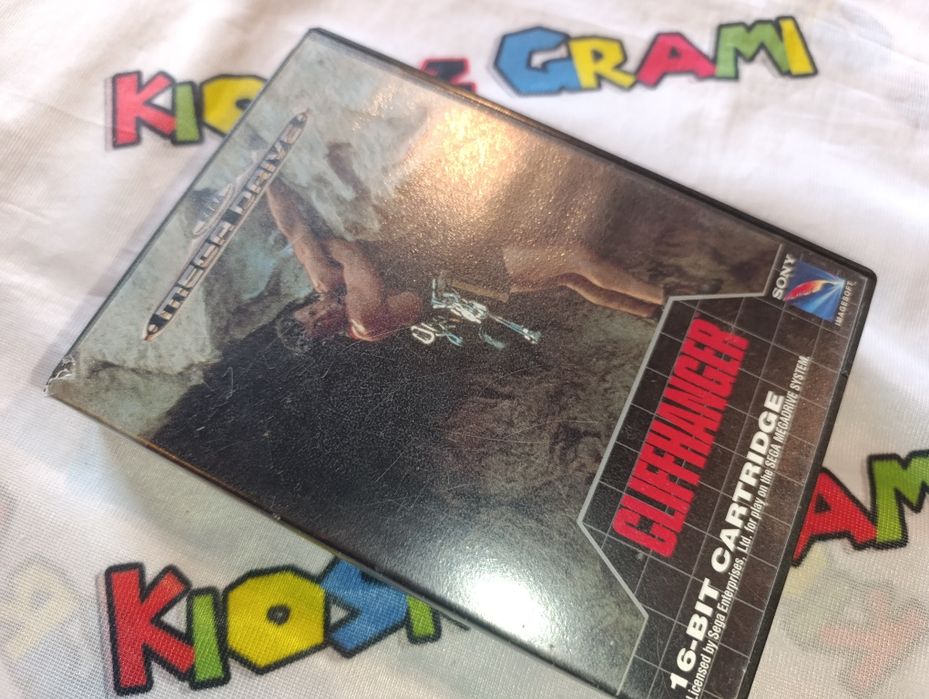 KIOSK Z GRAMI
MEGA DRIVE
SONY
IMAGESOFT
CLIFFHANGER
16-BIT CARTRIDGE
Licensed by Sega Enterprises, Ltd. for play on the SEGA MEGADRIVE SYSTEM.
KIOSK
AM